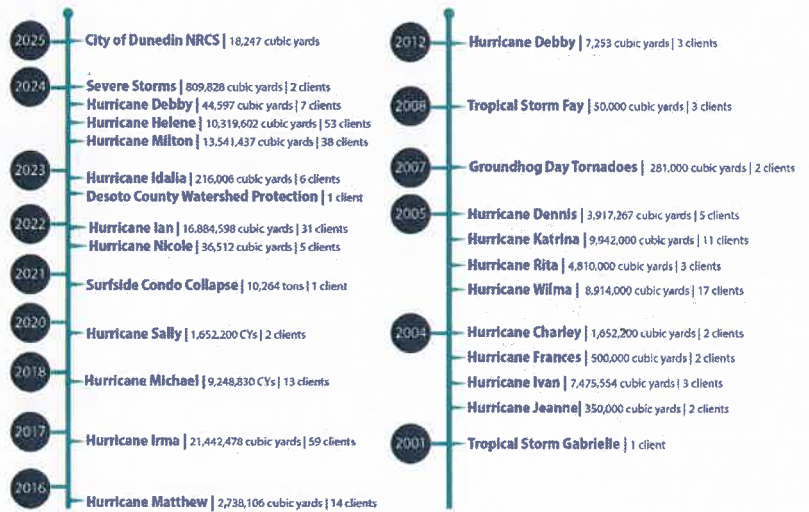 2025
City of Dunedin NRCS | 18,247 cubic yards
2024
Severe Storms | 809,828 cubic yards | 2 clients
Hurricane Debby | 44,597 cubic yards | 7 clients
Hurricane Helene | 10,319,602 cubic yards | 53 clients
Hurricane Milton | 13,541,437 cubic yards | 38 clients
2023
Hurricane Idalia | 216,006 cubic yards | 6 clients
Desoto County Watershed Protection | 1 client
2022
Hurricane Ian | 16,884,598 cubic yards | 31 clients
Hurricane Nicole | 36,512 cubic yards | 5 clients
2021
Surfside Condo Collapse | 10,264 tons | 1 client
2020
Hurricane Sally | 1,652,200 CYs | 2 clients
2018
Hurricane Michael | 9,248,830 CYs | 13 clients
2017
Hurricane Irma | 21,442,478 cubic yards | 59 clients
2016
Hurricane Matthew | 2,738,106 cubic yards | 14 clients
2012
Hurricane Debby | 7,253 cubic yards | 3 clients
2008
Tropical Storm Fay | 50,000 cubic yards | 3 clients
2007
Groundhog Day Tornadoes | 281,000 cubic yards | 2 clients
2005
Hurricane Dennis | 3,917,267 cubic yards | 5 clients
Hurricane Katrina | 9,942,000 cubic yards | 11 clients
Hurricane Rita | 4,810,000 cubic yards | 3 clients
Hurricane Wilma | 8,914,000 cubic yards | 17 clients
2004
Hurricane Charley | 1,652,200 cubic yards | 2 clients
Hurricane Frances | 500,000 cubic yards | 2 clients
Hurricane Ivan | 7,475,554 cubic yards | 3 clients
Hurricane Jeanne | 350,000 cubic yards | 2 clients
2001
Tropical Storm Gabrielle | 1 client